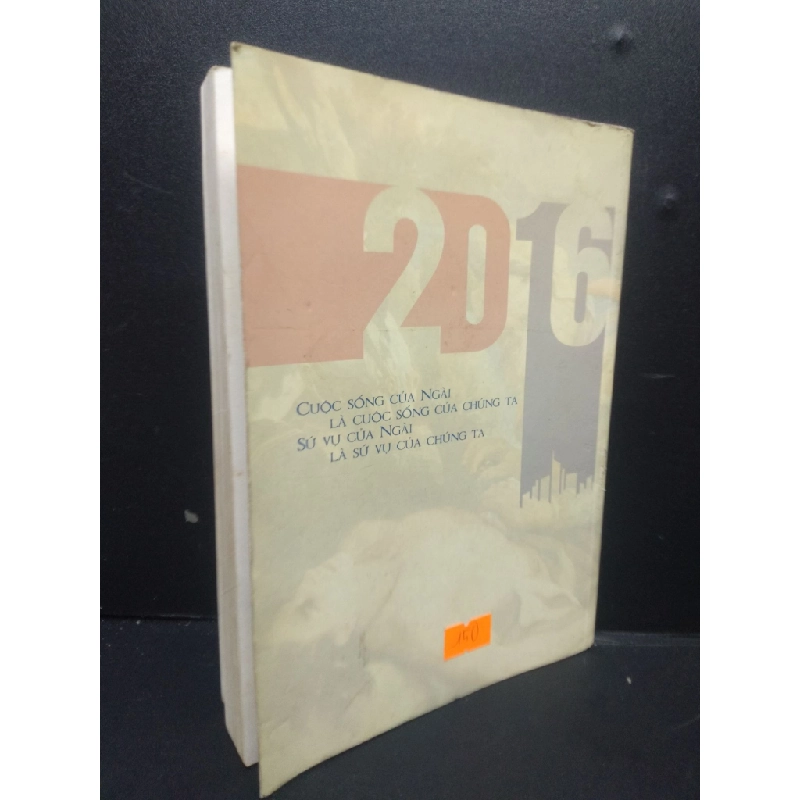 2016
CUỘC SỐNG CỦA NGÀI
LÀ CUỘC SỐNG CỦA CHÚNG TA
SỨ VỤ CỦA NGÀI
LÀ SỨ VỤ CỦA CHÚNG TA